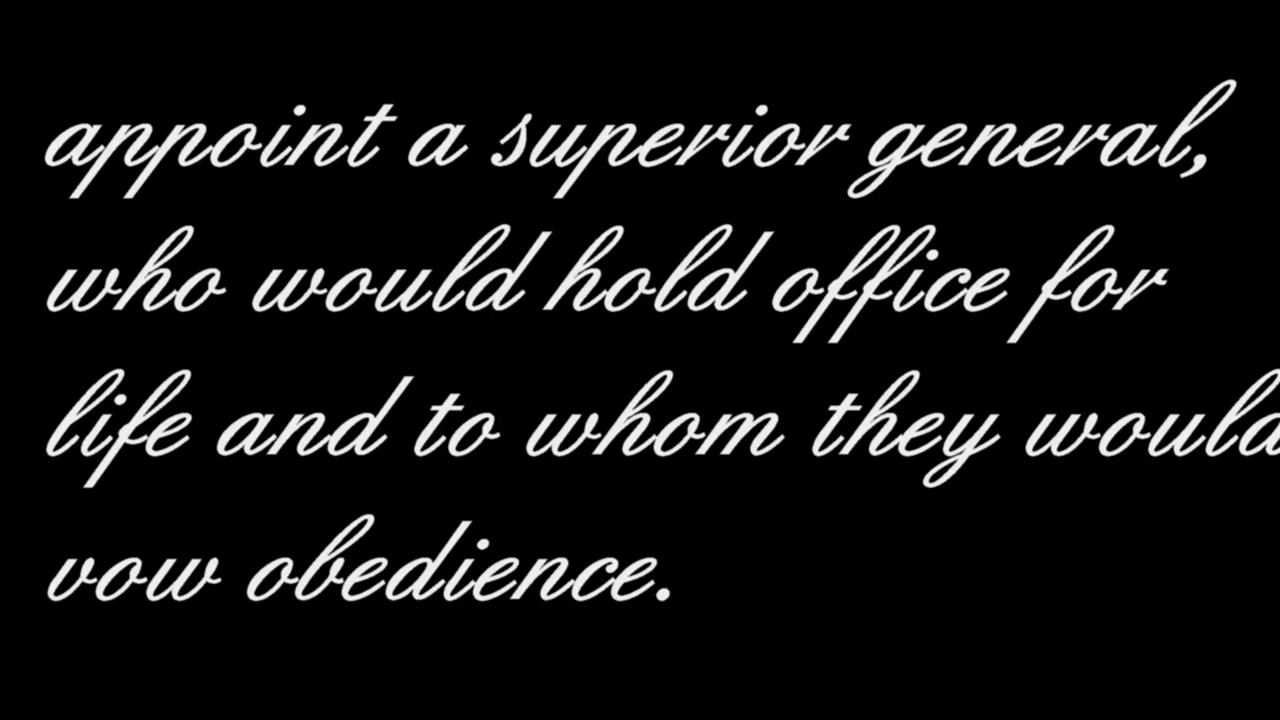 appoint a superior general,
who would hold office for
life and to whom they would
vow obedience.